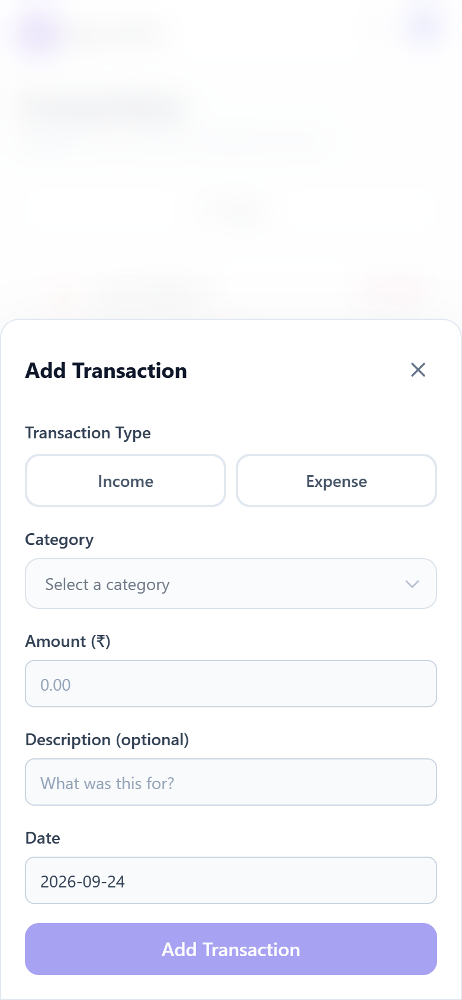 Add Transaction
Transaction Type
Income
Expense
Category
Select a category
Amount (₹)
0.00
Description (optional)
What was this for?
Date
2026-09-24
Add Transaction